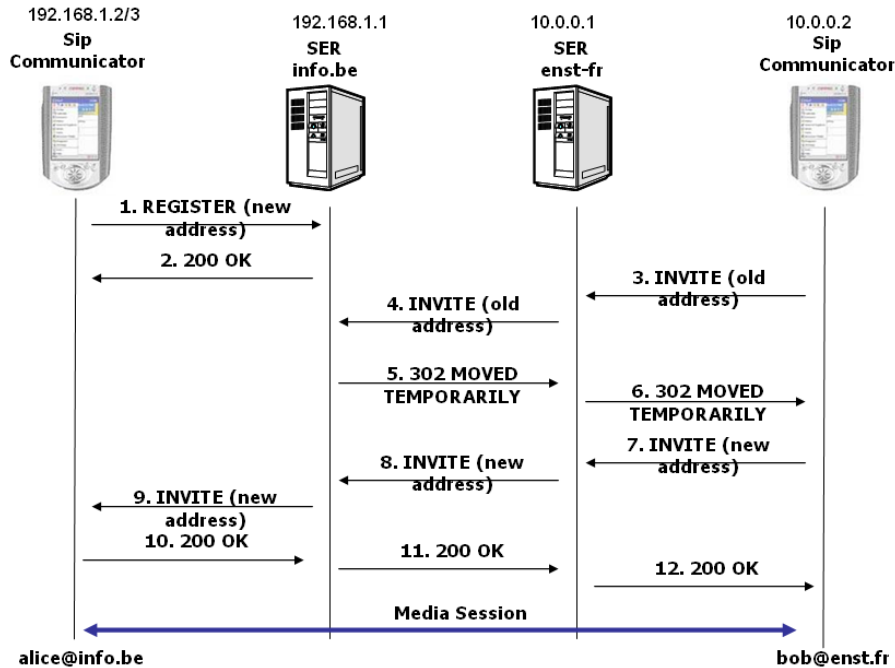 192.168.1.2/3
Sip
Communicator
192.168.1.1
SER
info.be
10.0.0.1
SER
enst-fr
10.0.0.2
Sip
Communicator
1. REGISTER (new
address)
2. 200 OK
3. INVITE (old
address)
4. INVITE (old
address)
5. 302 MOVED
TEMPORARILY
6. 302 MOVED
TEMPORARILY
7. INVITE (new
address)
8. INVITE (new
address)
9. INVITE (new
address)
10. 200 OK
11. 200 OK
12. 200 OK
Media Session
alice@info.be
bob@enst.fr